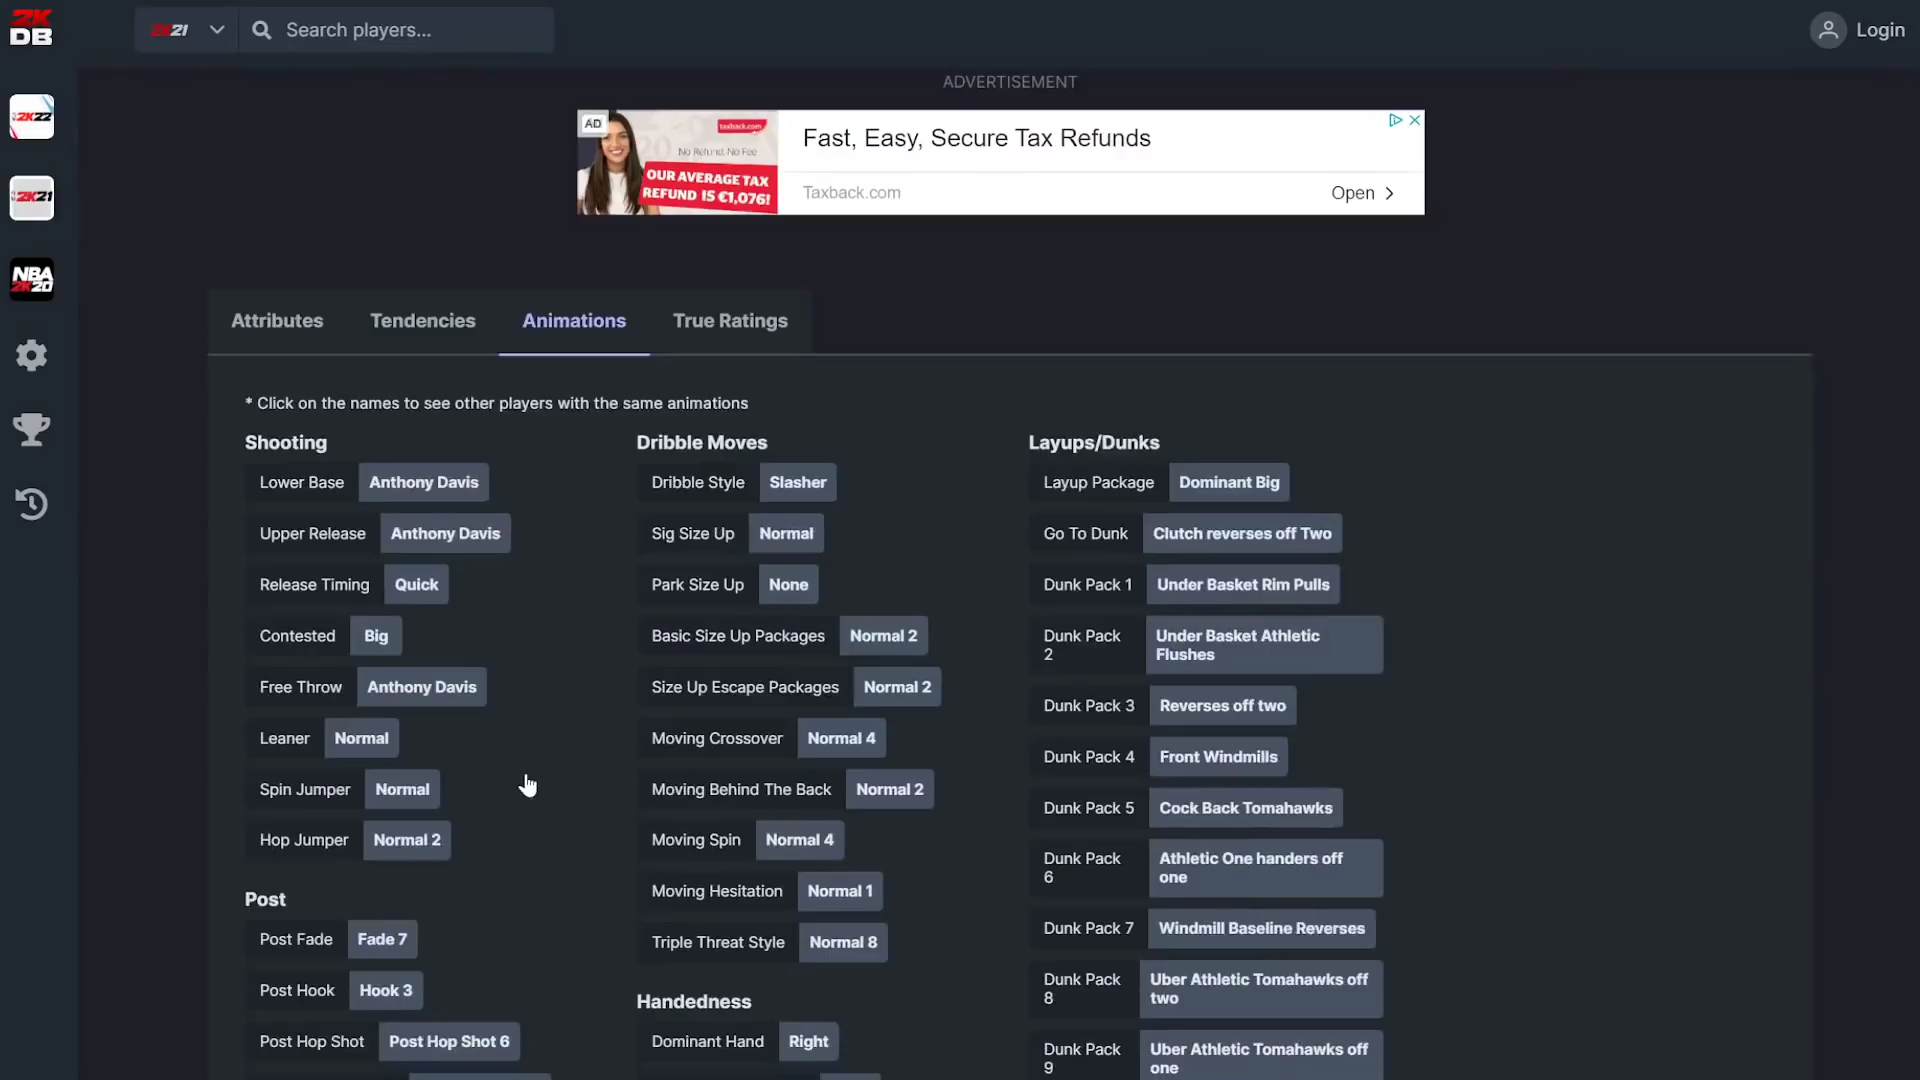 2K
DB
2K21
Search players...
Login
2K22
2K21
NBA
2K20
ADVERTISEMENT
AD
taxback.com
No Refund. No Fee
OUR AVERAGE TAX
REFUND IS €1,076!
Fast, Easy, Secure Tax Refunds
Taxback.com
Open
Attributes
Tendencies
Animations
True Ratings
* Click on the names to see other players with the same animations
Shooting
Lower Base Anthony Davis
Upper Release Anthony Davis
Release Timing Quick
Contested Big
Free Throw Anthony Davis
Leaner Normal
Spin Jumper Normal
Hop Jumper Normal 2
Post
Post Fade Fade 7
Post Hook Hook 3
Post Hop Shot Post Hop Shot 6
Dribble Moves
Dribble Style Slasher
Sig Size Up Normal
Park Size Up None
Basic Size Up Packages Normal 2
Size Up Escape Packages Normal 2
Moving Crossover Normal 4
Moving Behind The Back Normal 2
Moving Spin Normal 4
Moving Hesitation Normal 1
Triple Threat Style Normal 8
Handedness
Dominant Hand Right
Layups/Dunks
Layup Package Dominant Big
Go To Dunk Clutch reverses off Two
Dunk Pack 1 Under Basket Rim Pulls
Dunk Pack Under Basket Athletic
2 Flushes
Dunk Pack 3 Reverses off two
Dunk Pack 4 Front Windmills
Dunk Pack 5 Cock Back Tomahawks
Dunk Pack Athletic One handers off
6 one
Dunk Pack 7 Windmill Baseline Reverses
Dunk Pack Uber Athletic Tomahawks off
8 two
Dunk Pack Uber Athletic Tomahawks off
9 one